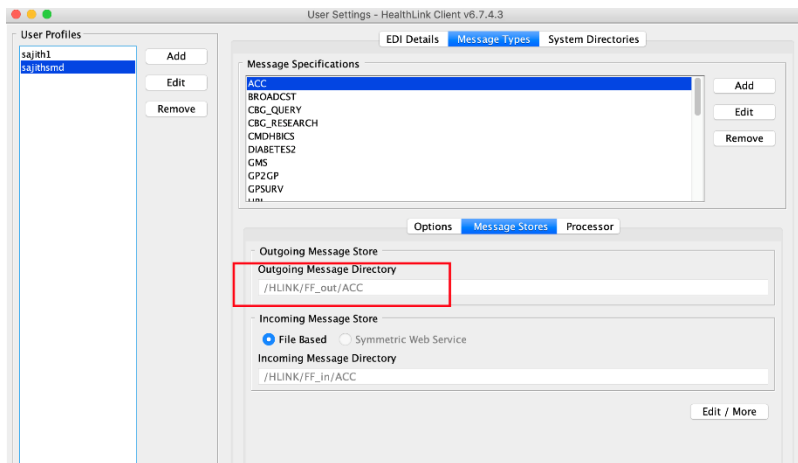 User Settings - HealthLink Client v6.7.4.3
User Profiles
sajith1
sajithsmd
Add
Edit
Remove
EDI Details Message Types System Directories
Message Specifications
ACC
BROADCST
CBG_QUERY
CBG_RESEARCH
CMDHBICS
DIABETES2
GMS
GP2GP
GPSURV
Add
Edit
Remove
Options Message Stores Processor
Outgoing Message Store
Outgoing Message Directory
/HLINK/FF_out/ACC
Incoming Message Store
File Based Symmetric Web Service
Incoming Message Directory
/HLINK/FF_in/ACC
Edit / More